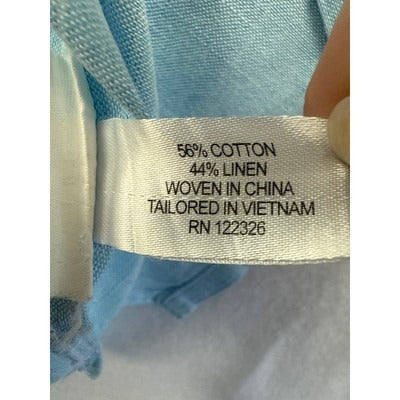 56% COTTON
44% LINEN
WOVEN IN CHINA
TAILORED IN VIETNAM
RN 122326